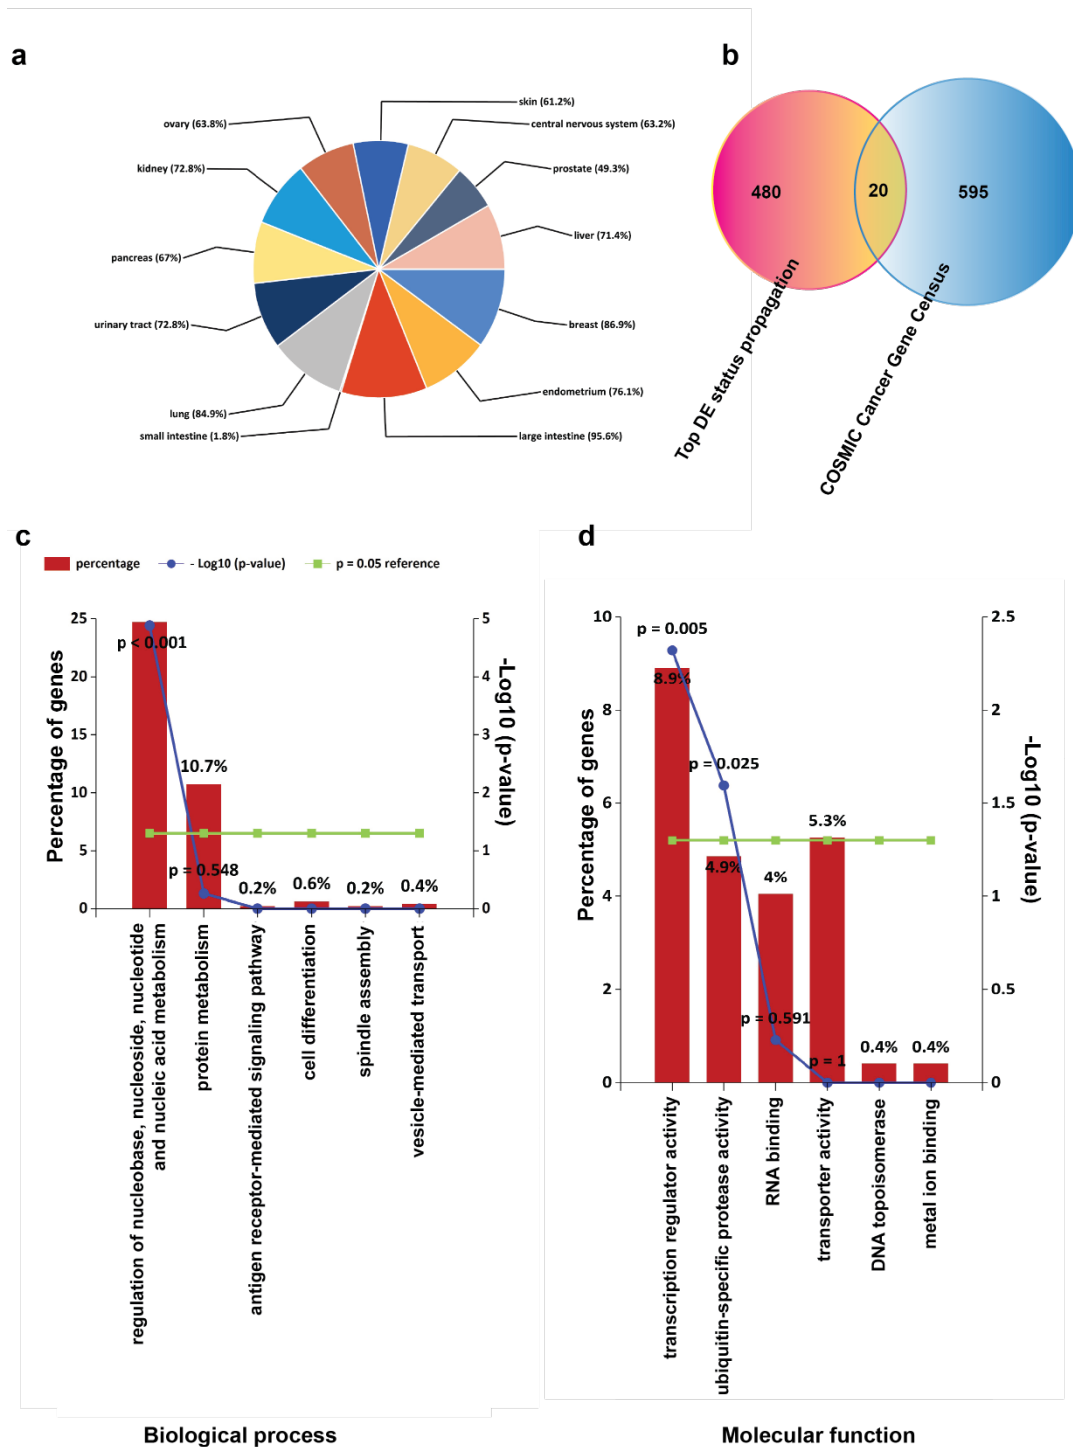 a
skin (61.2%)
central nervous system (63.2%)
prostate (49.3%)
liver (71.4%)
breast (86.9%)
endometrium (76.1%)
large intestine (95.6%)
small intestine (1.8%)
lung (84.9%)
urinary tract (72.8%)
pancreas (67%)
kidney (72.8%)
ovary (63.8%)
b
480
20
595
Top DE status propagation
COSMIC Cancer Gene Census
c
percentage
- Log10 (p-value)
p = 0.05 reference
Percentage of genes
25
20
15
10
5
0
5
4
3
2
1
0
-Log10 (p-value)
p < 0.001
10.7%
p = 0.548
0.2%
0.6%
0.2%
0.4%
regulation of nucleobase, nucleoside, nucleotide
and nucleic acid metabolism
protein metabolism
antigen receptor-mediated signaling pathway
cell differentiation
spindle assembly
vesicle-mediated transport
Biological process
d
Percentage of genes
10
8
6
4
2
0
2.5
2
1.5
1
0.5
0
-Log10 (p-value)
p = 0.005
8.9%
p = 0.025
4.9%
4%
p = 0.591
5.3%
p = 1
0.4%
0.4%
transcription regulator activity
ubiquitin-specific protease activity
RNA binding
transporter activity
DNA topoisomerase
metal ion binding
Molecular function